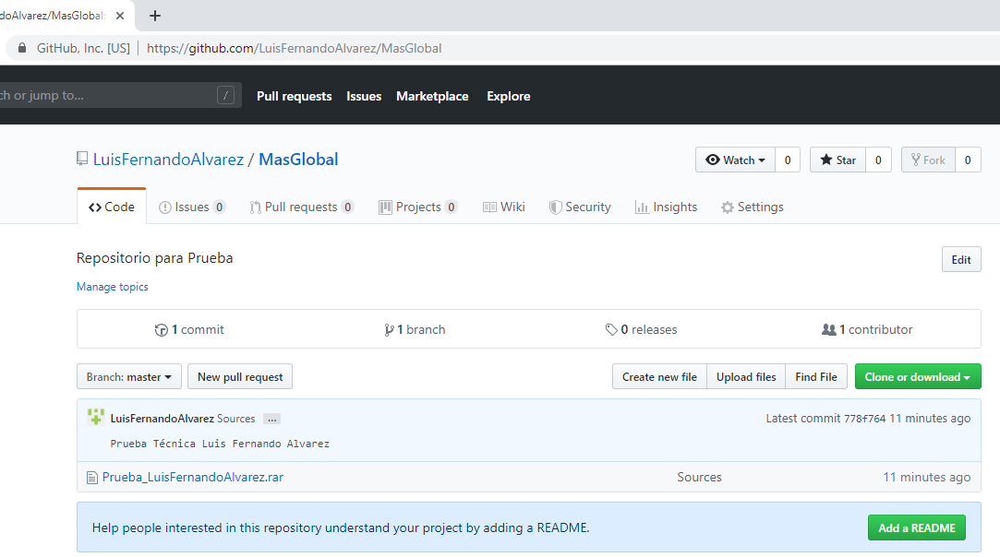 doAlvarez/MasGlobal:
GitHub, Inc. [US] https://github.com/LuisFernandoAlvarez/MasGlobal
ch or jump to... / Pull requests Issues Marketplace Explore
LuisFernandoAlvarez / MasGlobal Watch 0 Star 0 Fork 0
Code Issues 0 Pull requests 0 Projects 0 Wiki Security Insights Settings
Repositorio para Prueba Edit
Manage topics
1 commit 1 branch 0 releases 1 contributor
Branch: master New pull request Create new file Upload files Find File Clone or download
LuisFernandoAlvarez Sources ... Latest commit 778f764 11 minutes ago
Prueba Técnica Luis Fernando Alvarez
Prueba_LuisFernandoAlvarez.rar Sources 11 minutes ago
Help people interested in this repository understand your project by adding a README. Add a README